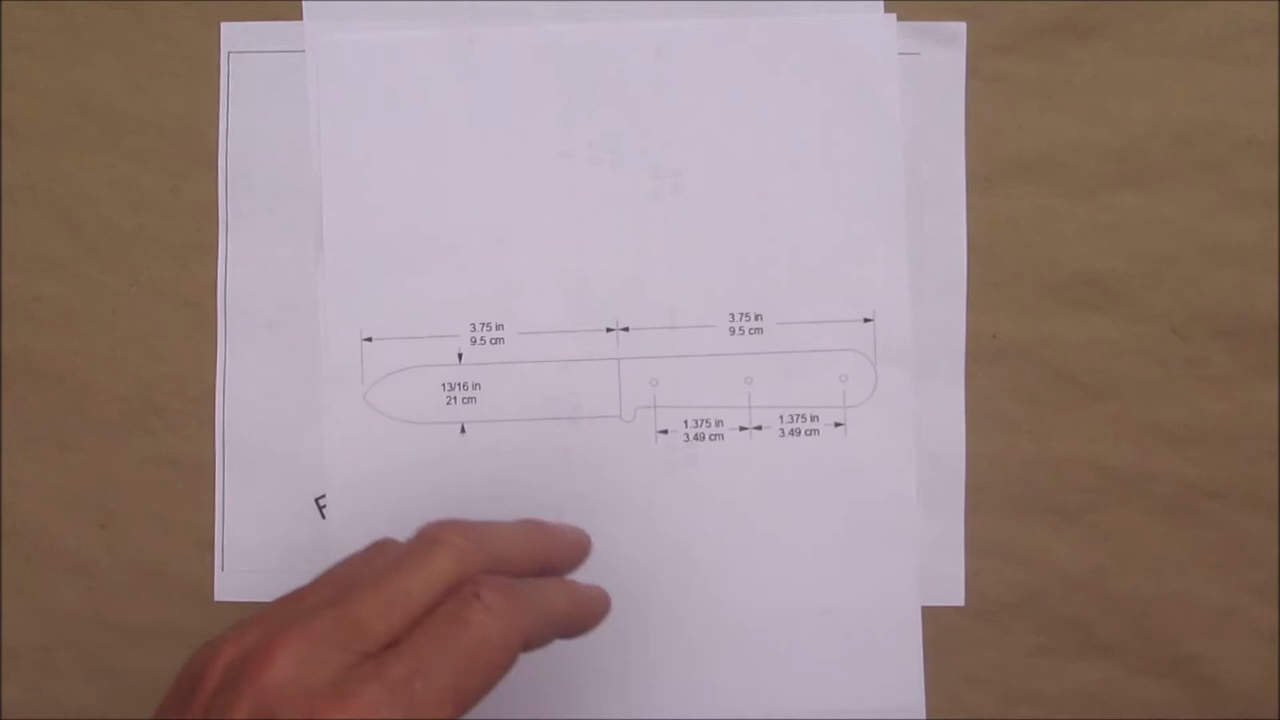 3.75 in
9.5 cm
3.75 in
9.5 cm
13/16 in
21 cm
1.375 in
3.49 cm
1.375 in
3.49 cm
F